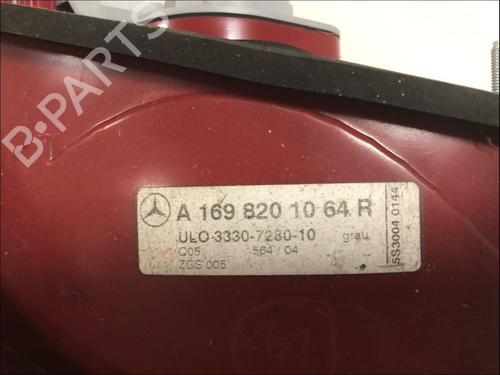 B-PARTS
A 169 820 10 64 R
ULO 3330-7280-10 grau
Q05 564 / 04
ZGS 005
5S3004 0144